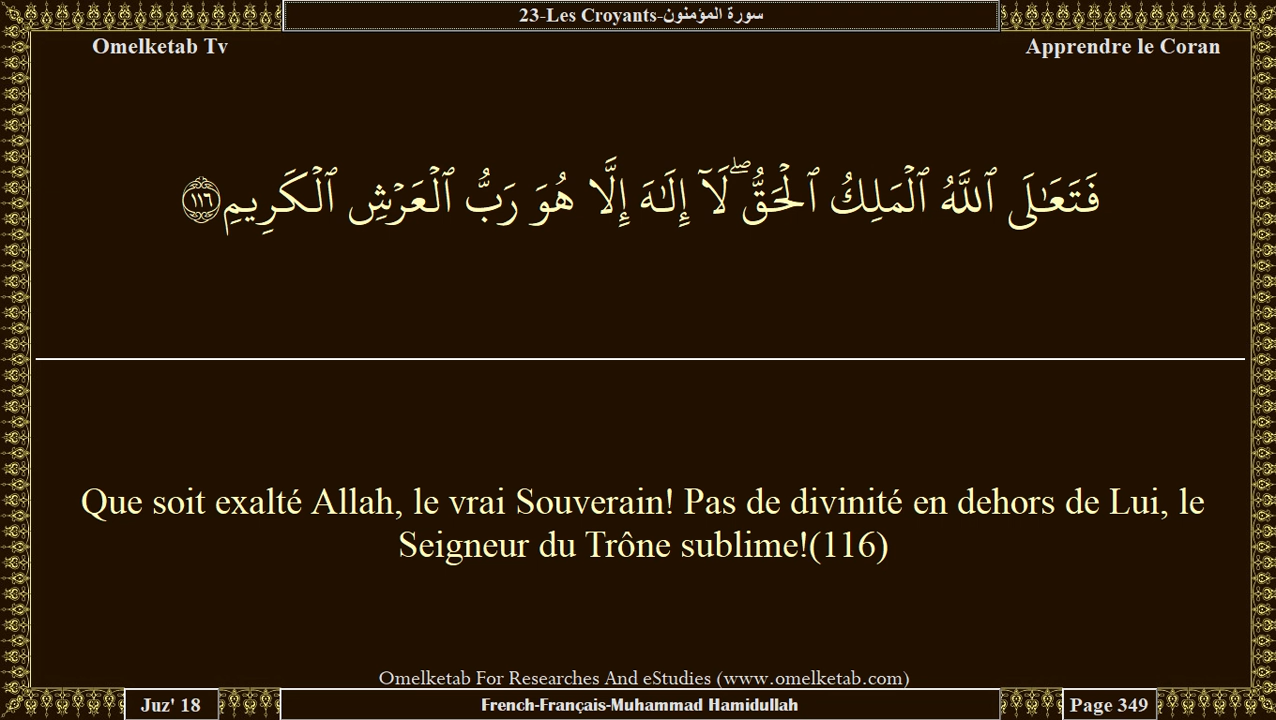 23-Les Croyants-سورة المؤمنون
Omelketab Tv
Apprendre le Coran
فَتَعَٰلَى ٱللَّهُ ٱلْمَلِكُ ٱلْحَقُّ ۖ لَآ إِلَٰهَ إِلَّا هُوَ رَبُّ ٱلْعَرْشِ ٱلْكَرِيمِ ١١٦
Que soit exalté Allah, le vrai Souverain! Pas de divinité en dehors de Lui, le
Seigneur du Trône sublime!(116)
Omelketab For Researches And eStudies (www.omelketab.com)
Juz' 18
French-Français-Muhammad Hamidullah
Page 349